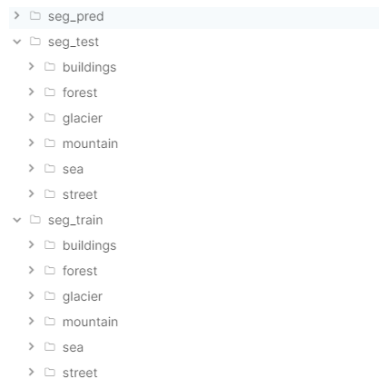 seg_pred
seg_test
buildings
forest
glacier
mountain
sea
street
seg_train
buildings
forest
glacier
mountain
sea
street